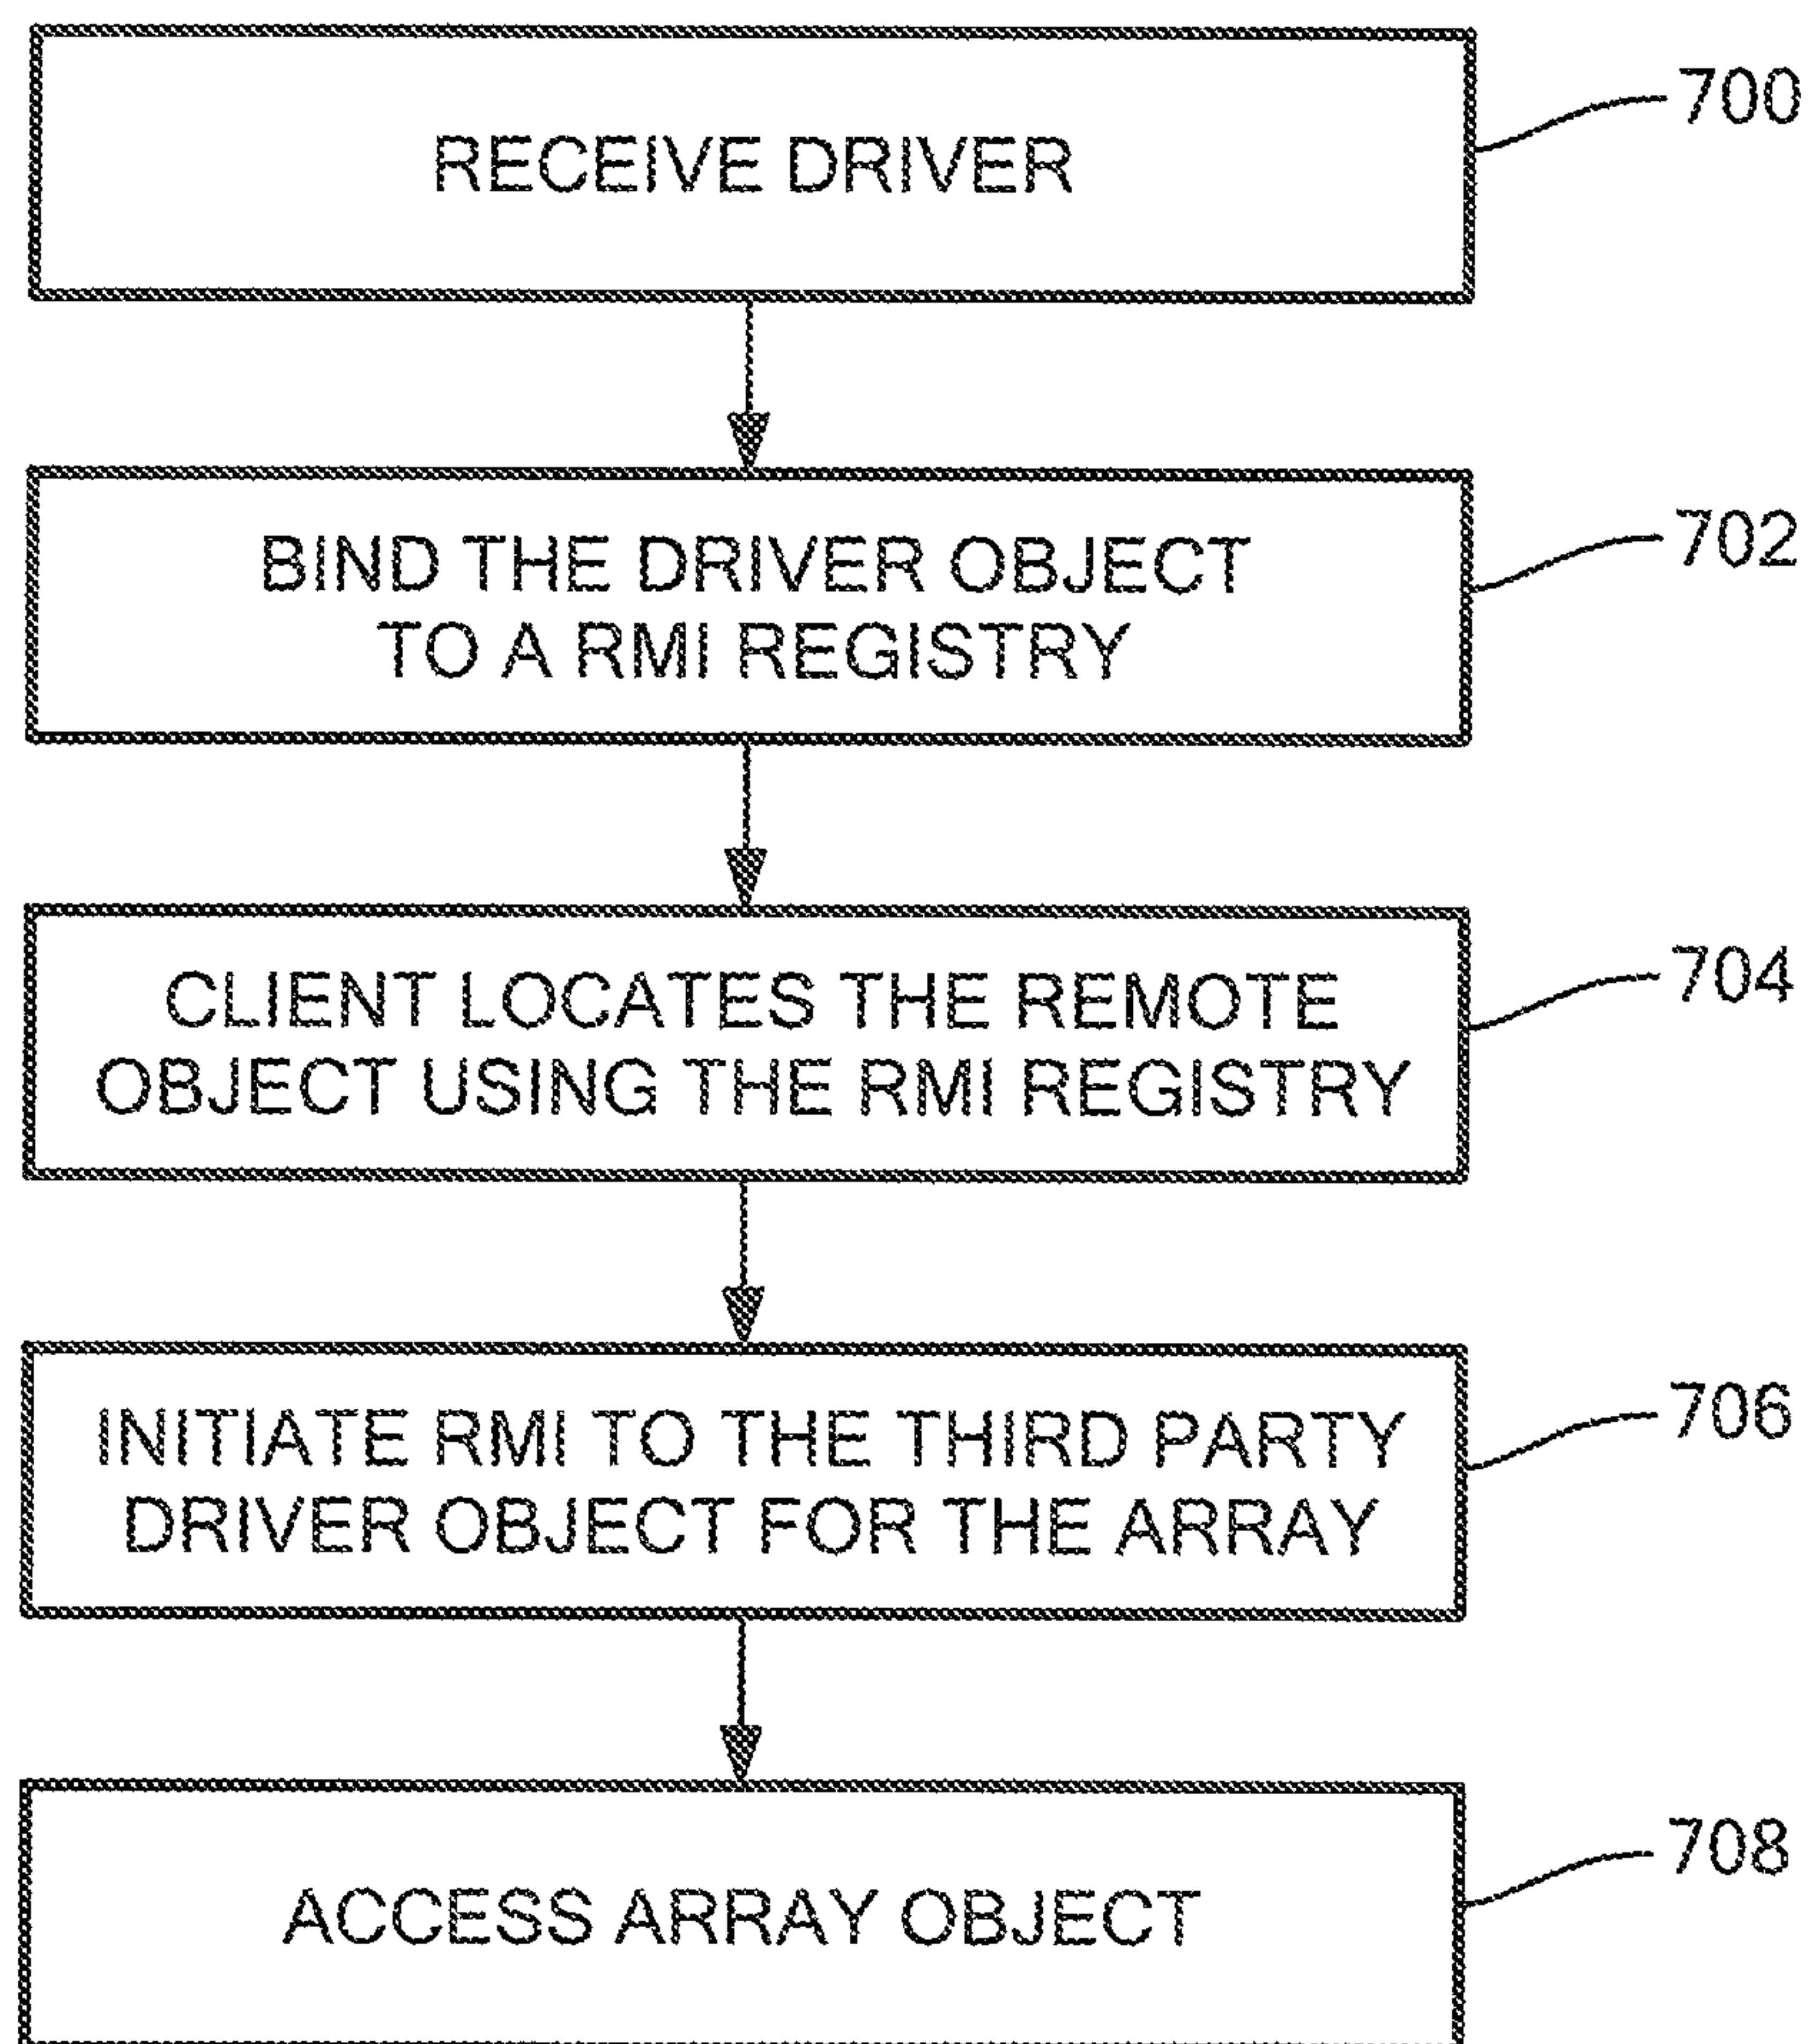 RECEIVE DRIVER
700
BIND THE DRIVER OBJECT
TO A RMI REGISTRY
702
CLIENT LOCATES THE REMOTE
OBJECT USING THE RMI REGISTRY
704
INITIATE RMI TO THE THIRD PARTY
DRIVER OBJECT FOR THE ARRAY
706
ACCESS ARRAY OBJECT
708